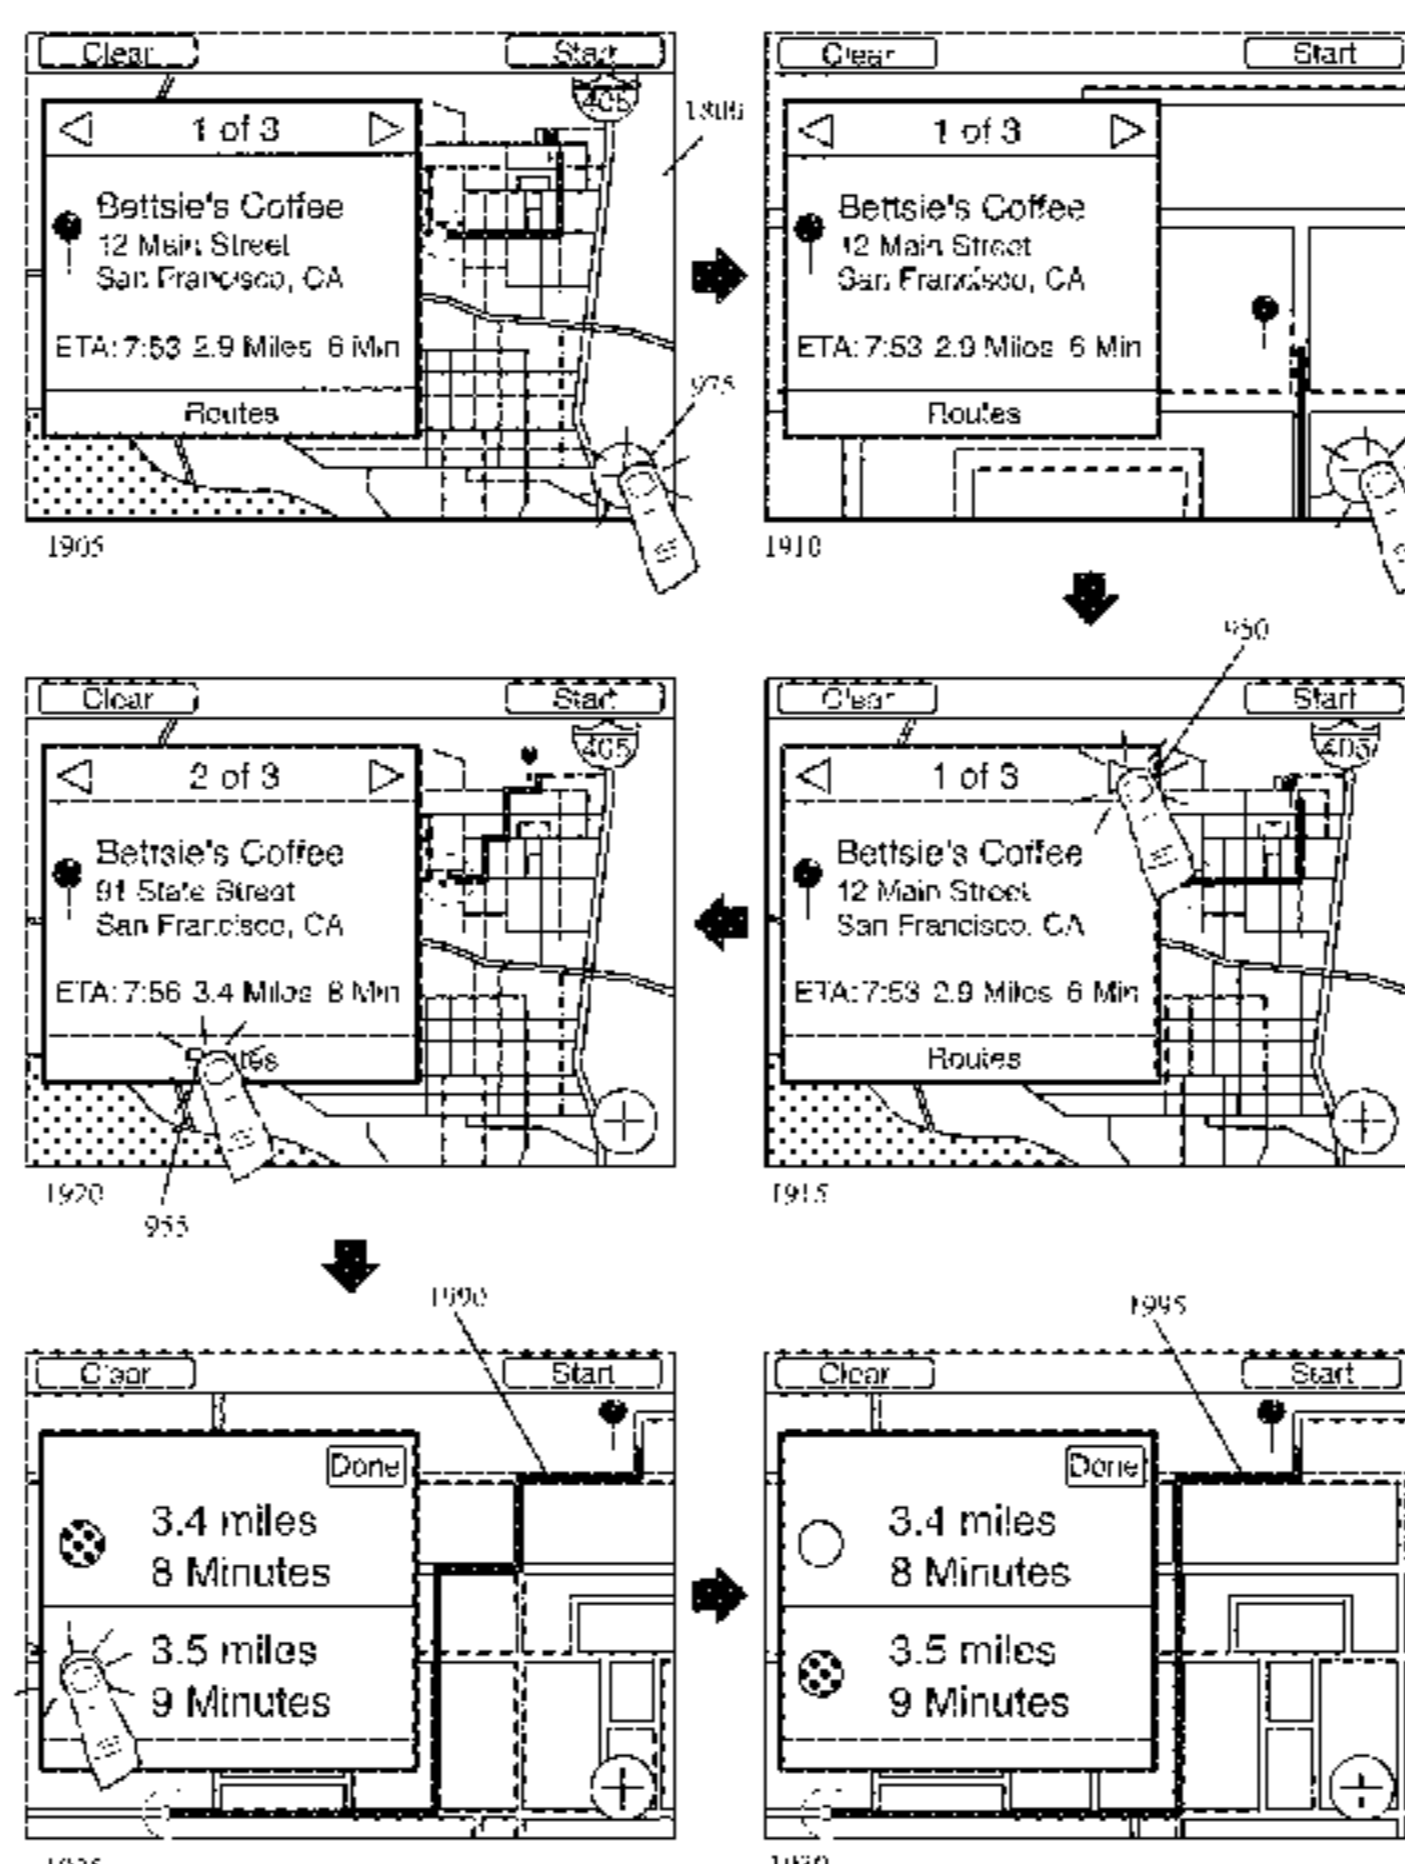 Clear Start
405
1 of 3
Bettsie's Coffee
12 Main Street
San Francisco, CA
ETA: 7:53 2.9 Miles 6 Min
Routes
975
1905
Clear Start
1 of 3
Bettsie's Coffee
12 Main Street
San Francisco, CA
ETA: 7:53 2.9 Miles 6 Min
Routes
1910
950
Clear Start
405
2 of 3
Bettsie's Coffee
91 State Street
San Francisco, CA
ETA: 7:56 3.4 Miles 8 Min
1920
955
Clear Start
405
1 of 3
Bettsie's Coffee
12 Main Street
San Francisco, CA
ETA: 7:53 2.9 Miles 6 Min
Routes
1915
1990
Clear Start
Done
3.4 miles
8 Minutes
3.5 miles
9 Minutes
1995
Clear Start
Done
3.4 miles
8 Minutes
3.5 miles
9 Minutes